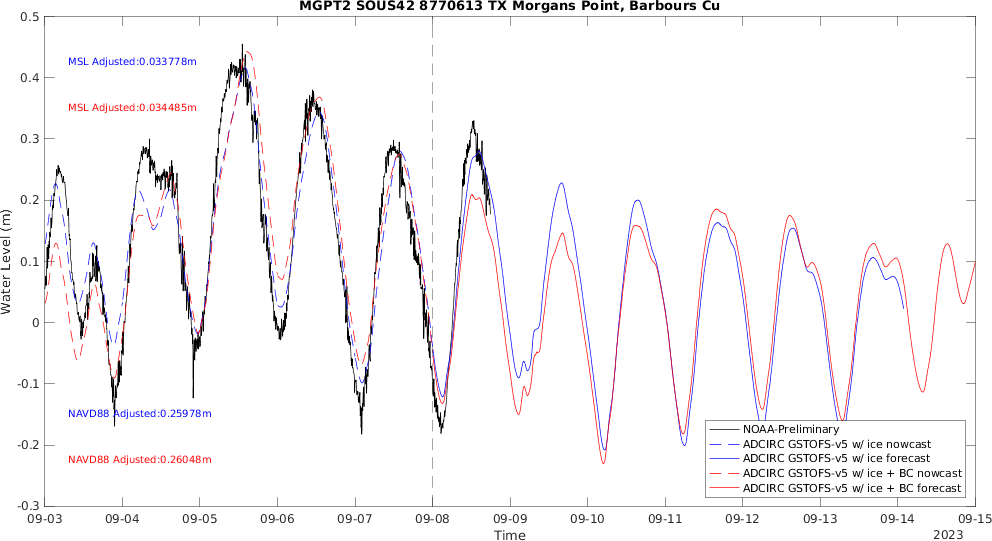 MGPT2 SOUS42 8770613 TX Morgans Point, Barbours Cu
0.5
0.4
0.3
0.2
0.1
0
-0.1
-0.2
-0.3
Water Level (m)
MSL Adjusted:0.033778m
MSL Adjusted:0.034485m
NAVD88 Adjusted:0.25978m
NAVD88 Adjusted:0.26048m
NOAA-Preliminary
ADCIRC GSTOFS-v5 w/ ice nowcast
ADCIRC GSTOFS-v5 w/ ice forecast
ADCIRC GSTOFS-v5 w/ ice + BC nowcast
ADCIRC GSTOFS-v5 w/ ice + BC forecast
09-03 09-04 09-05 09-06 09-07 09-08 09-09 09-10 09-11 09-12 09-13 09-14 09-15
Time
2023